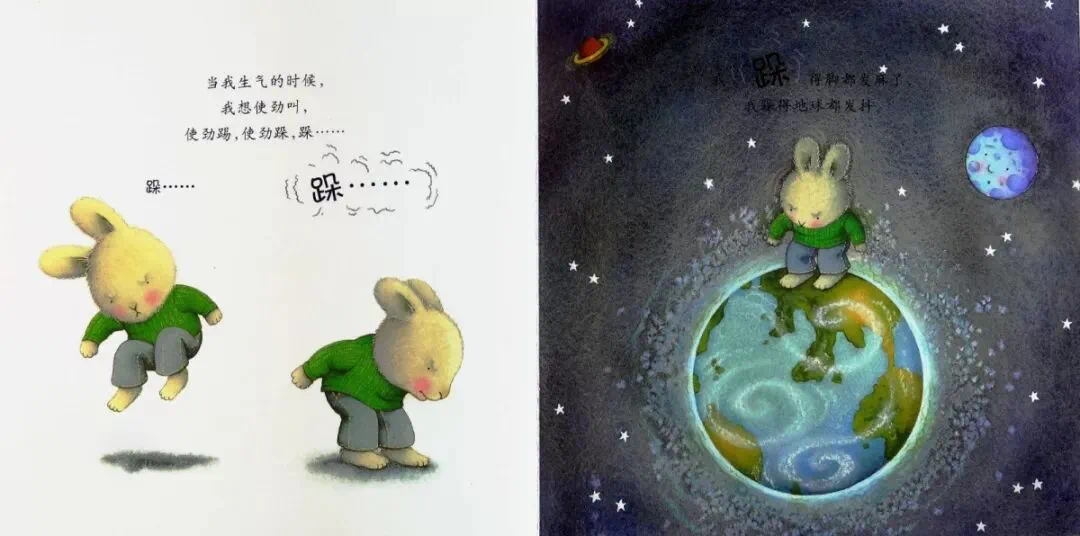 当我生气的时候，
我想使劲叫，
使劲踢，使劲跺，跺……
跺……
跺……
我 跺 得脚都发麻了
我跺得地球都发抖